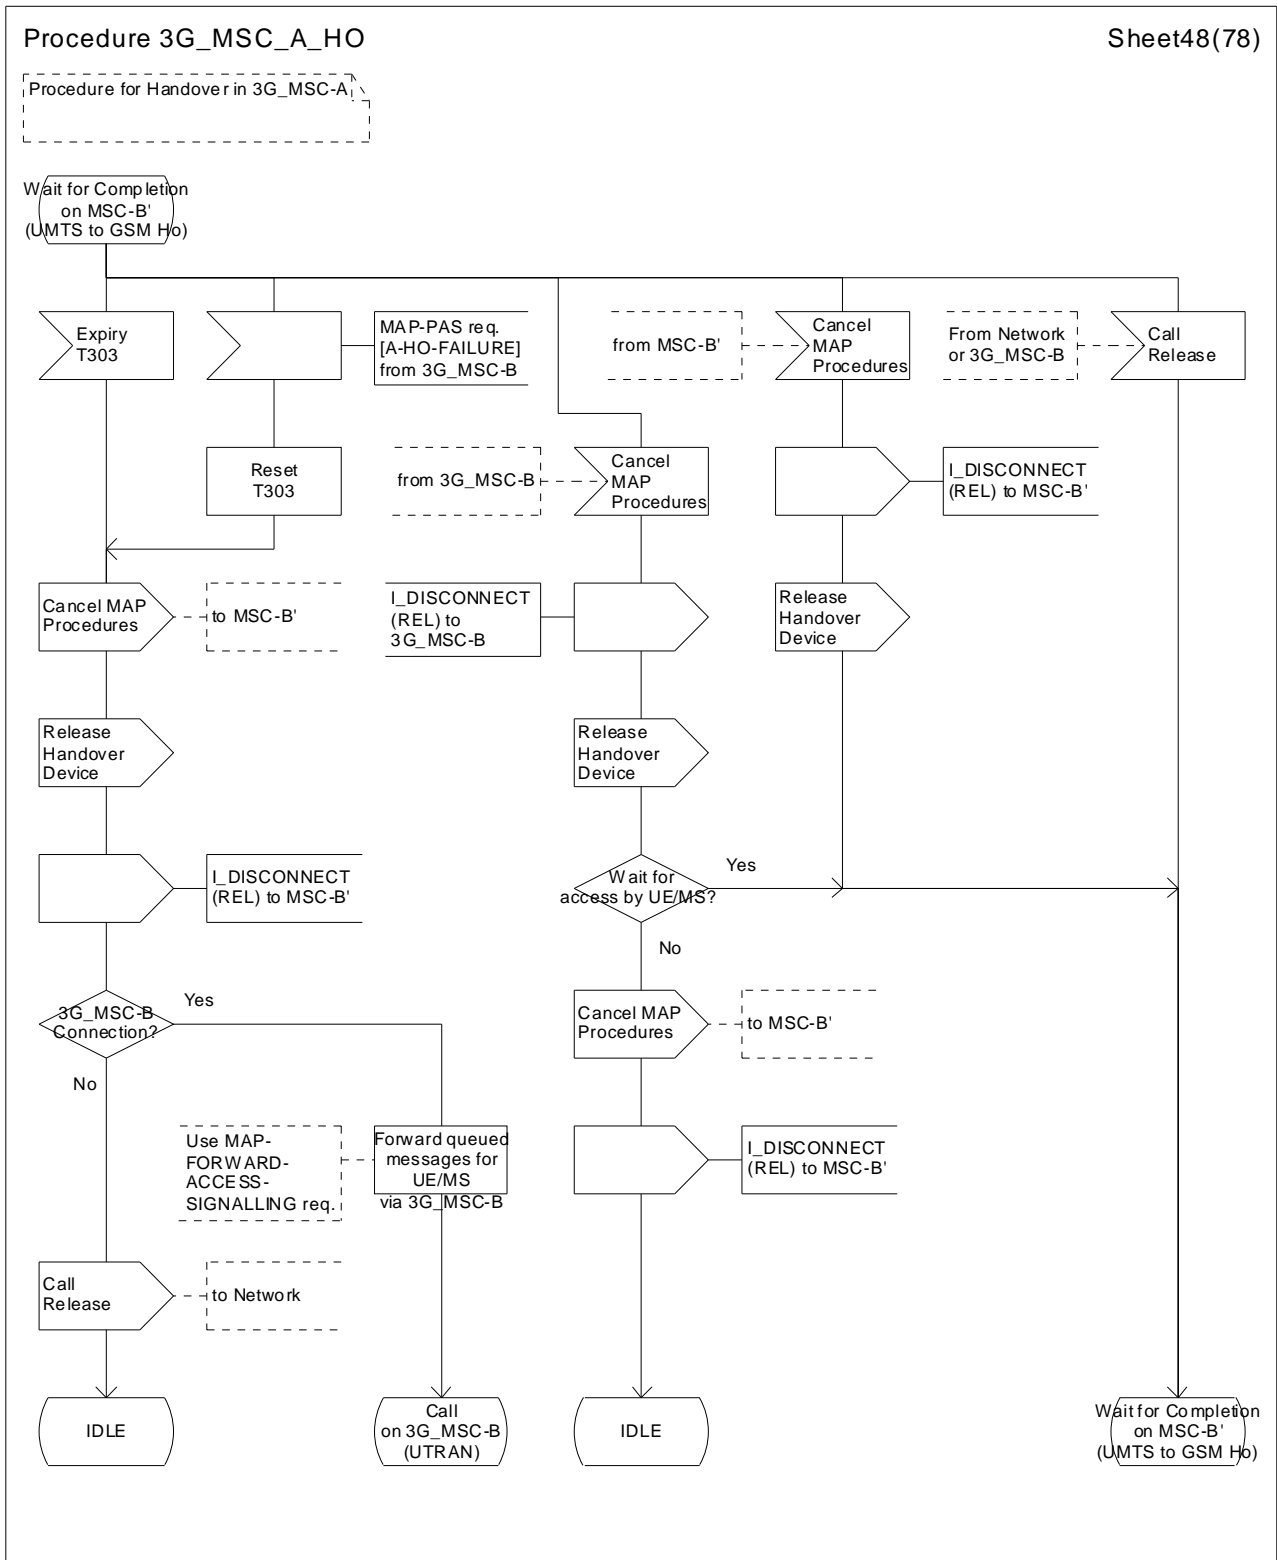 Procedure 3G_MSC_A_HO
Sheet48(78)
Procedure for Handover in 3G_MSC-A
Wait for Completion
on MSC-B'
(UMTS to GSM Ho)
Expiry
T303
MAP-PAS req.
[A-HO-FAILURE]
from 3G_MSC-B
from MSC-B'
Cancel
MAP
Procedures
From Network
or 3G_MSC-B
Call
Release
Reset
T303
from 3G_MSC-B
Cancel
MAP
Procedures
I_DISCONNECT
(REL) to MSC-B'
Cancel MAP
Procedures
to MSC-B'
I_DISCONNECT
(REL) to
3G_MSC-B
Release
Handover
Device
Release
Handover
Device
Release
Handover
Device
I_DISCONNECT
(REL) to MSC-B'
Wait for
access by UE/MS?
Yes
No
3G_MSC-B
Connection?
Yes
No
Cancel MAP
Procedures
to MSC-B'
Use MAP-
FORWARD-
ACCESS-
SIGNALLING req.
Forward queued
messages for
UE/MS
via 3G_MSC-B
I_DISCONNECT
(REL) to MSC-B'
Call
Release
to Network
IDLE
Call
on 3G_MSC-B
(UTRAN)
IDLE
Wait for Completion
on MSC-B'
(UMTS to GSM Ho)